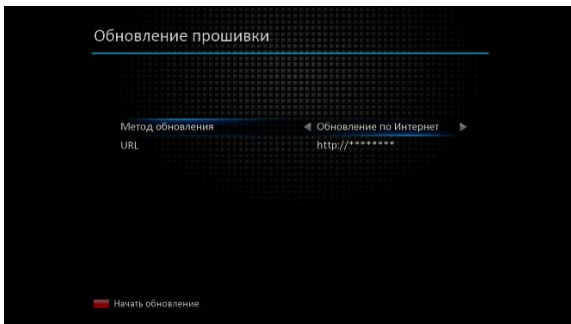 Обновление прошивки
Метод обновления Обновление по Интернет
URL http://********
Начать обновление